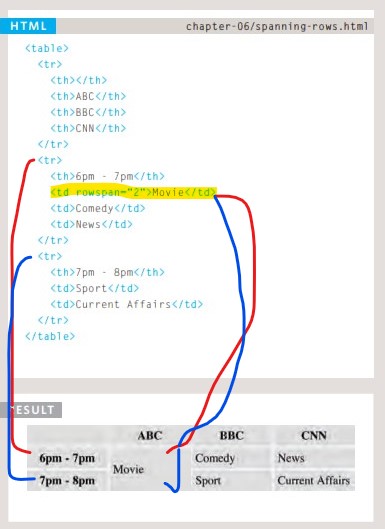 HTML chapter-06/spanning-rows.html
<table>
<tr>
<th></th>
<th>ABC</th>
<th>BBC</th>
<th>CNN</th>
</tr>
<tr>
<th>6pm - 7pm</th>
<td rowspan="2">Movie</td>
<td>Comedy</td>
<td>News</td>
</tr>
<tr>
<th>7pm - 8pm</th>
<td>Sport</td>
<td>Current Affairs</td>
</tr>
</table>
RESULT
ABC BBC CNN
6pm - 7pm Movie Comedy News
7pm - 8pm Sport Current Affairs